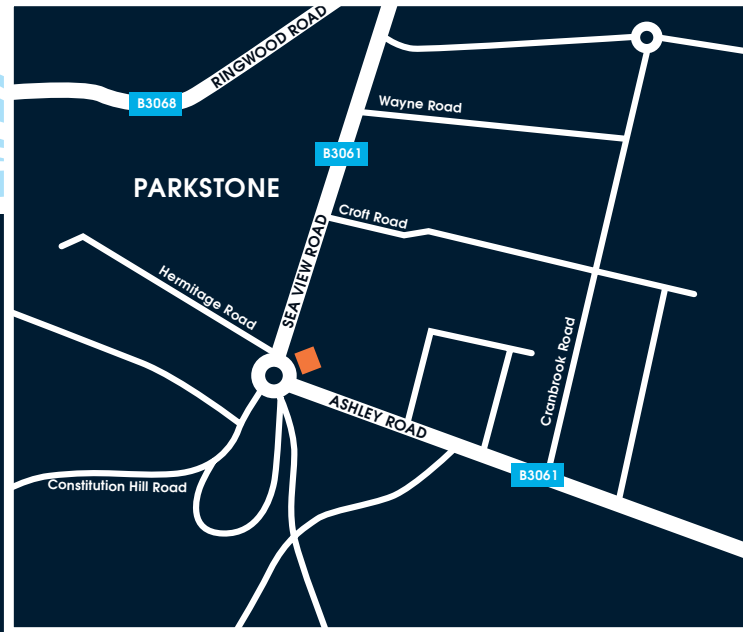 RINGWOOD ROAD
B3068
Wayne Road
B3061
PARKSTONE
Croft Road
SEA VIEW ROAD
Hermitage Road
Cranbrook Road
ASHLEY ROAD
B3061
Constitution Hill Road